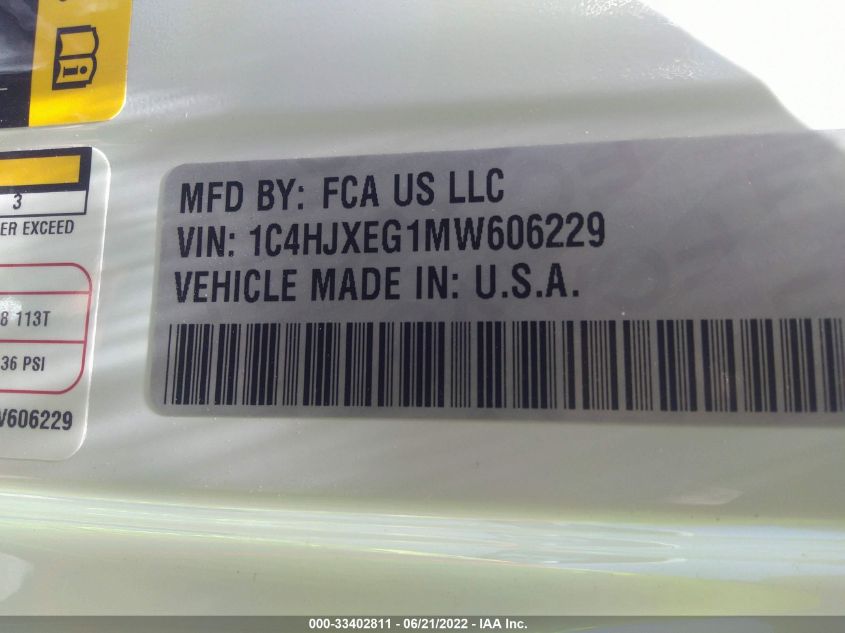 3
ER EXCEED
8 113T
36 PSI
W606229
MFD BY: FCA US LLC
VIN: 1C4HJXEG1MW606229
VEHICLE MADE IN: U.S.A.
000-33402811 - 06/21/2022 - IAA Inc.